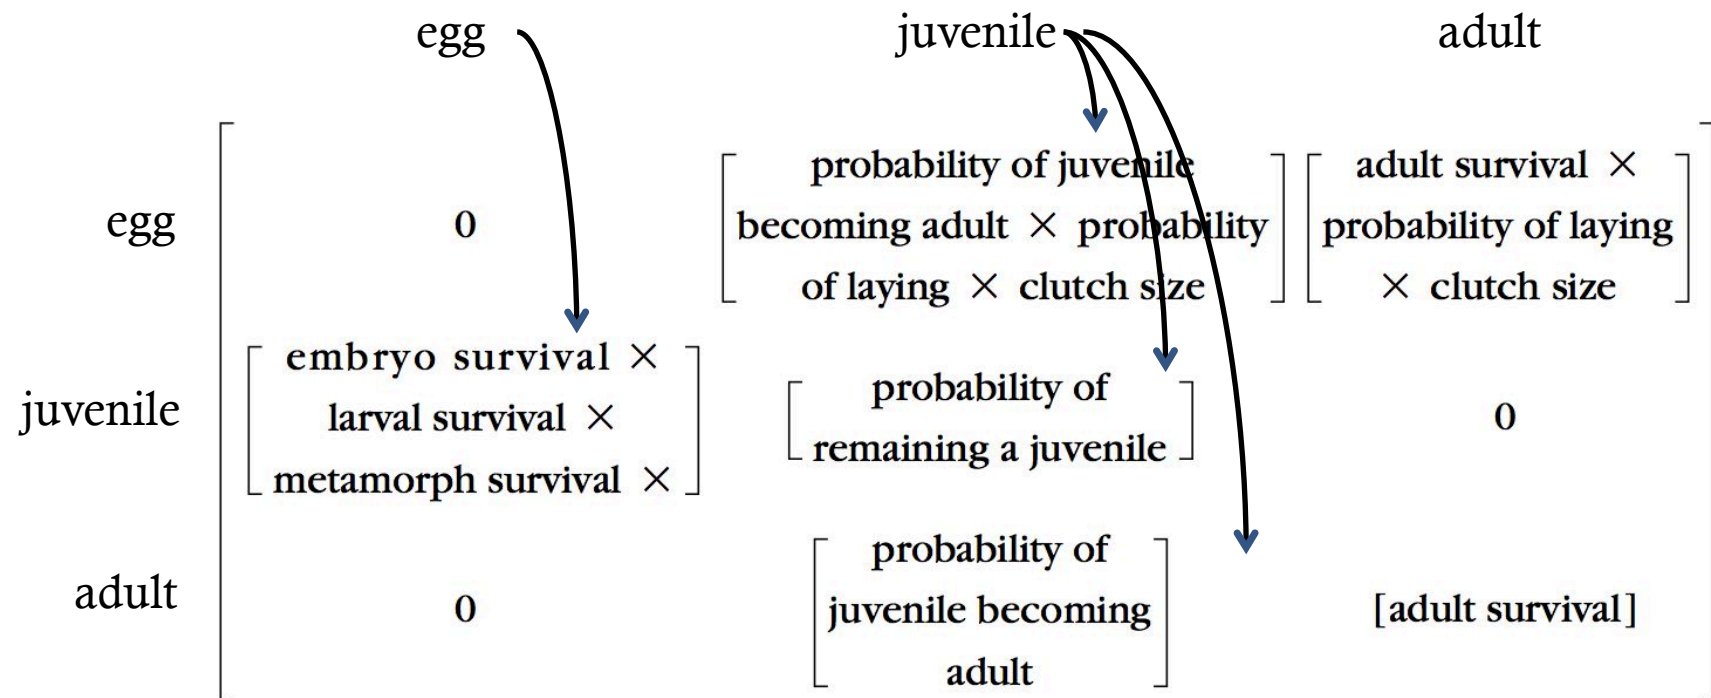 egg juvenile adult
egg
0
probability of juvenile
becoming adult × probability
of laying × clutch size
adult survival ×
probability of laying
× clutch size
juvenile
embryo survival ×
larval survival ×
metamorph survival ×
probability of
remaining a juvenile
0
adult
0
probability of
juvenile becoming
adult
[adult survival]